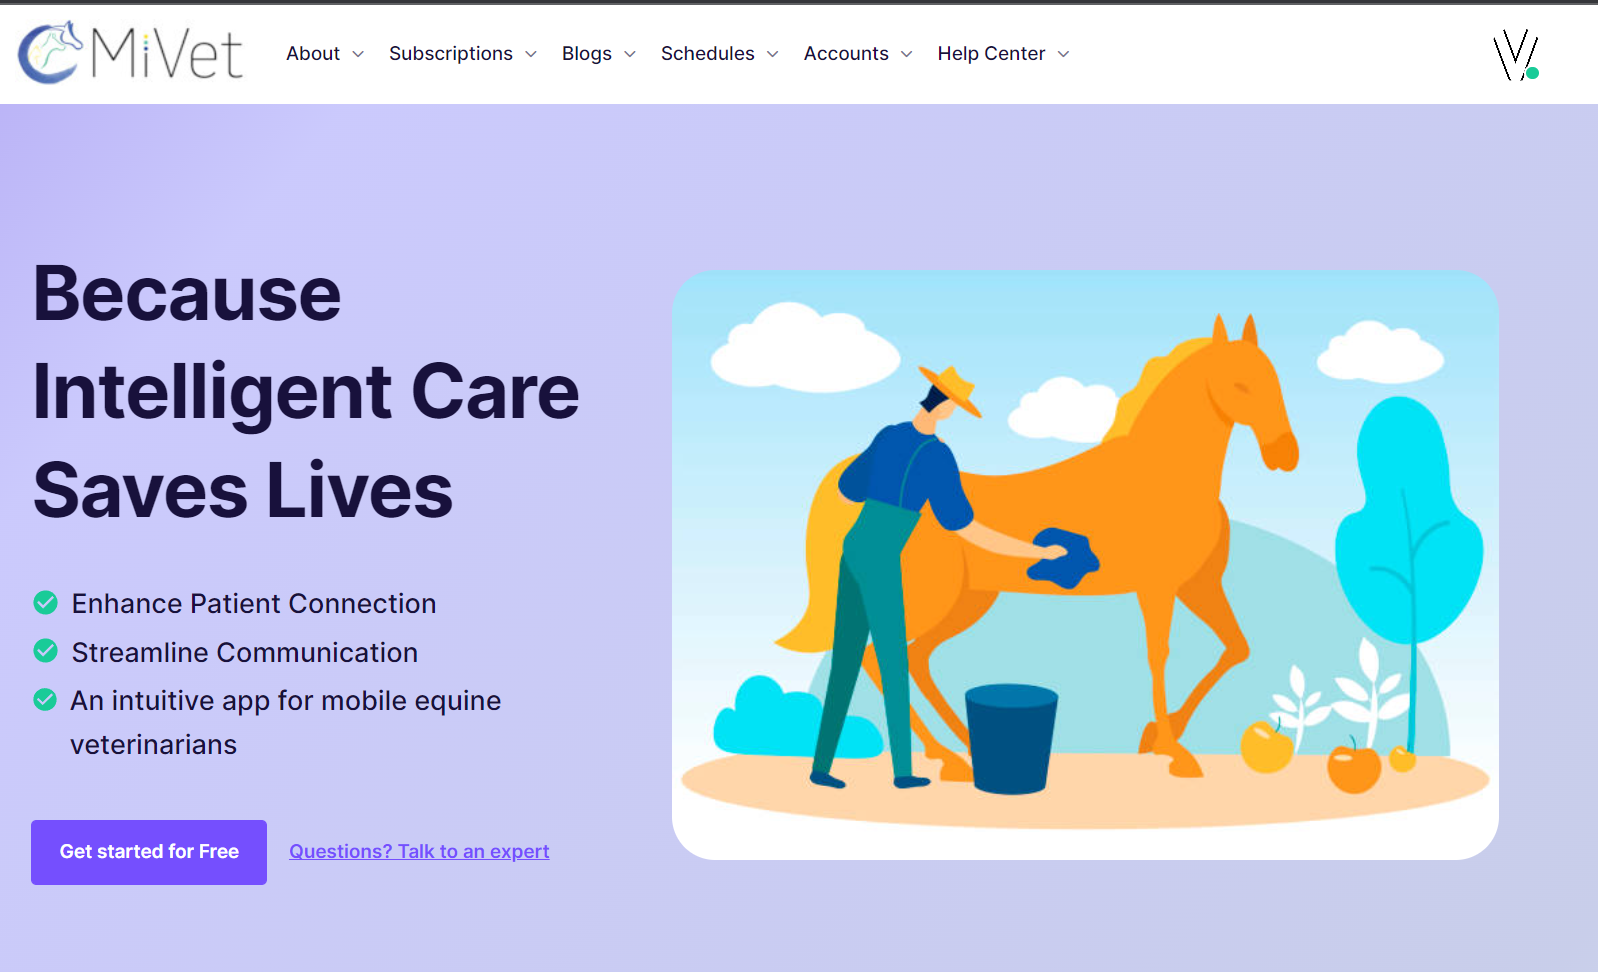 MiVet
About
Subscriptions
Blogs
Schedules
Accounts
Help Center
Because
Intelligent Care
Saves Lives
Enhance Patient Connection
Streamline Communication
An intuitive app for mobile equine
veterinarians
Get started for Free
Questions? Talk to an expert